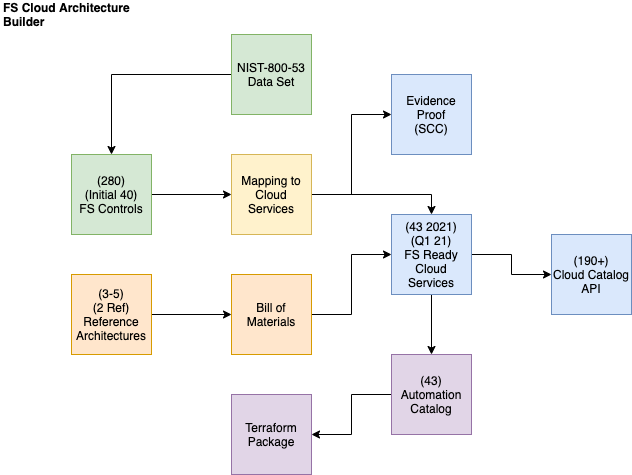 FS Cloud Architecture
Builder
NIST-800-53
Data Set
Evidence
Proof
(SCC)
(280)
(Initial 40)
FS Controls
Mapping to
Cloud
Services
(43 2021)
(Q1 21)
FS Ready
Cloud
Services
(190+)
Cloud Catalog
API
(3-5)
(2 Ref)
Reference
Architectures
Bill of
Materials
(43)
Automation
Catalog
Terraform
Package